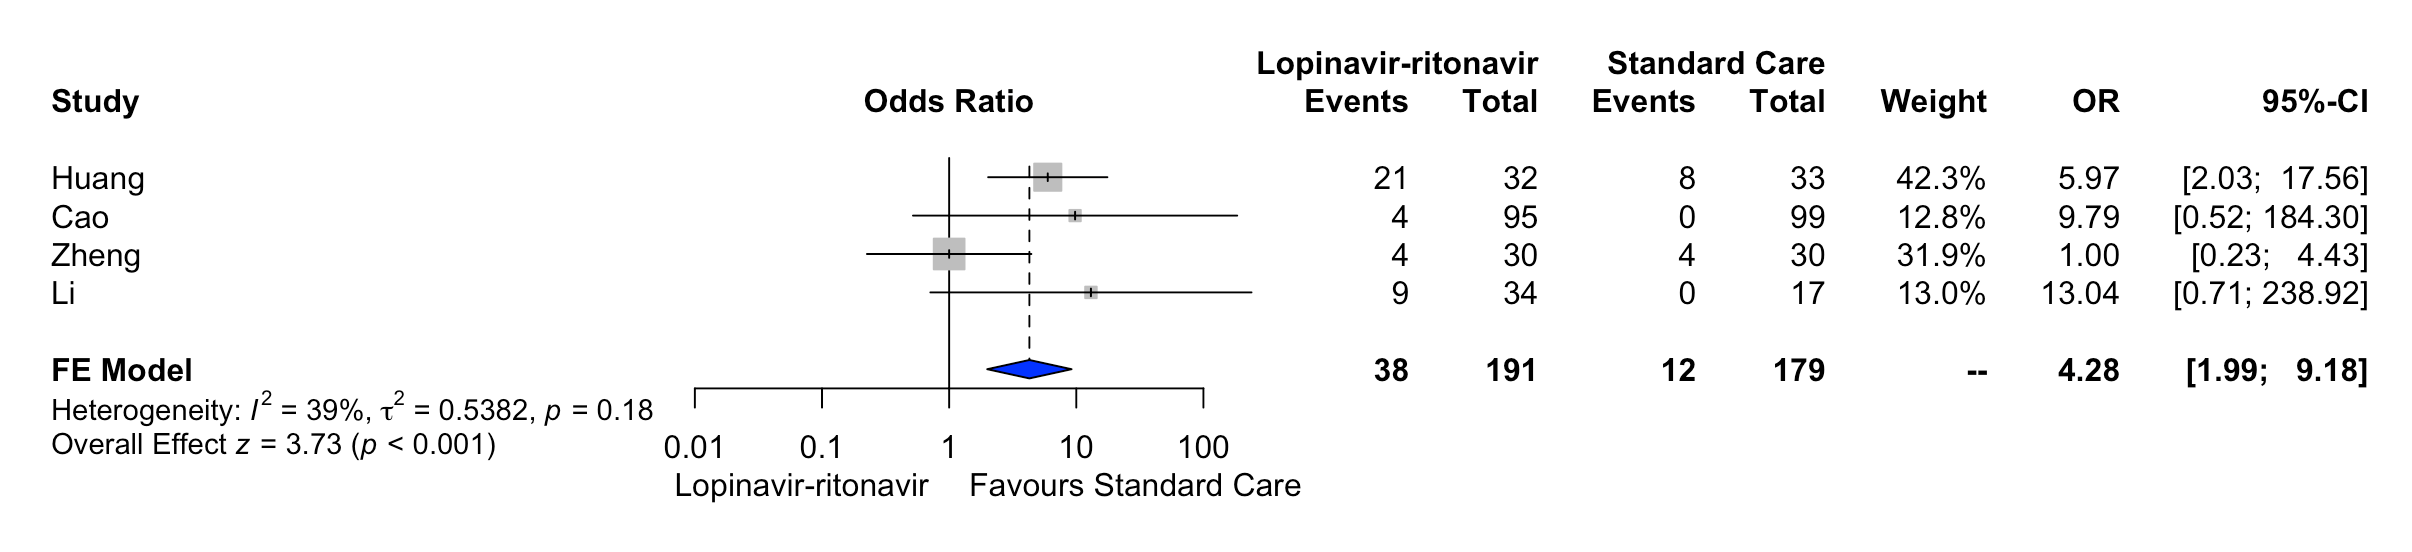 Lopinavir-ritonavir Standard Care
Study Odds Ratio Events Total Events Total Weight OR 95%-CI
Huang 21 32 8 33 42.3% 5.97 [2.03; 17.56]
Cao 4 95 0 99 12.8% 9.79 [0.52; 184.30]
Zheng 4 30 4 30 31.9% 1.00 [0.23; 4.43]
Li 9 34 0 17 13.0% 13.04 [0.71; 238.92]
FE Model 38 191 12 179 -- 4.28 [1.99; 9.18]
Heterogeneity: I² = 39%, τ² = 0.5382, p = 0.18
Overall Effect z = 3.73 (p < 0.001)
0.01 0.1 1 10 100
Lopinavir-ritonavir Favours Standard Care